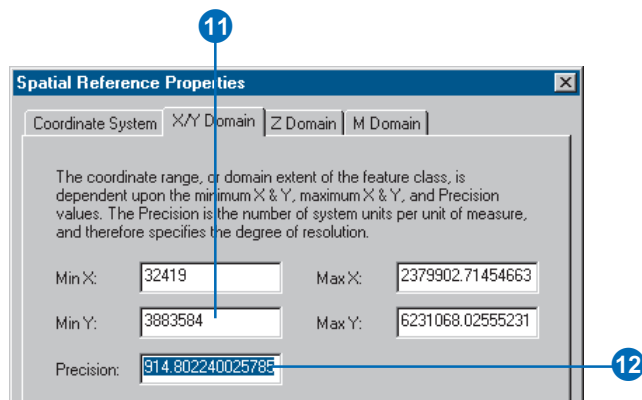 11
Spatial Reference Properties
Coordinate System X/Y Domain Z Domain M Domain
The coordinate range, or domain extent of the feature class, is
dependent upon the minimum X & Y, maximum X & Y, and Precision
values. The Precision is the number of system units per unit of measure,
and therefore specifies the degree of resolution.
Min X: 32419 Max X: 2379902.71454663
Min Y: 3883584 Max Y: 6231068.02555231
Precision: 914.802240025785 12